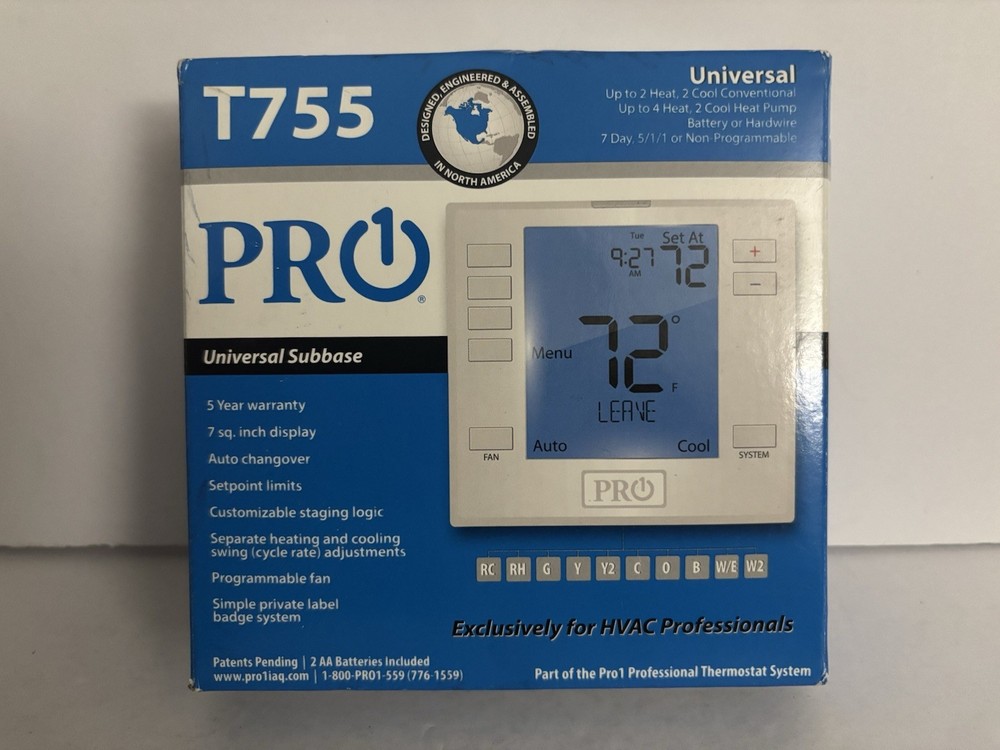 T755
DESIGNED, ENGINEERED & ASSEMBLED
IN NORTH AMERICA
Universal
Up to 2 Heat, 2 Cool Conventional
Up to 4 Heat, 2 Cool Heat Pump
Battery or Hardwire
7 Day, 5/1/1 or Non-Programmable
PRO1®
Universal Subbase
5 Year warranty
7 sq. inch display
Auto changover
Setpoint limits
Customizable staging logic
Separate heating and cooling
swing (cycle rate) adjustments
Programmable fan
Simple private label
badge system
Tue Set At
9:27 AM 72
+
−
Menu 72° F
LEAVE
Auto Cool
FAN
SYSTEM
PRO1
RC RH G Y Y2 C O B W/E W2
Exclusively for HVAC Professionals
Patents Pending | 2 AA Batteries Included
www.pro1iaq.com | 1-800-PRO1-559 (776-1559)
Part of the Pro1 Professional Thermostat System